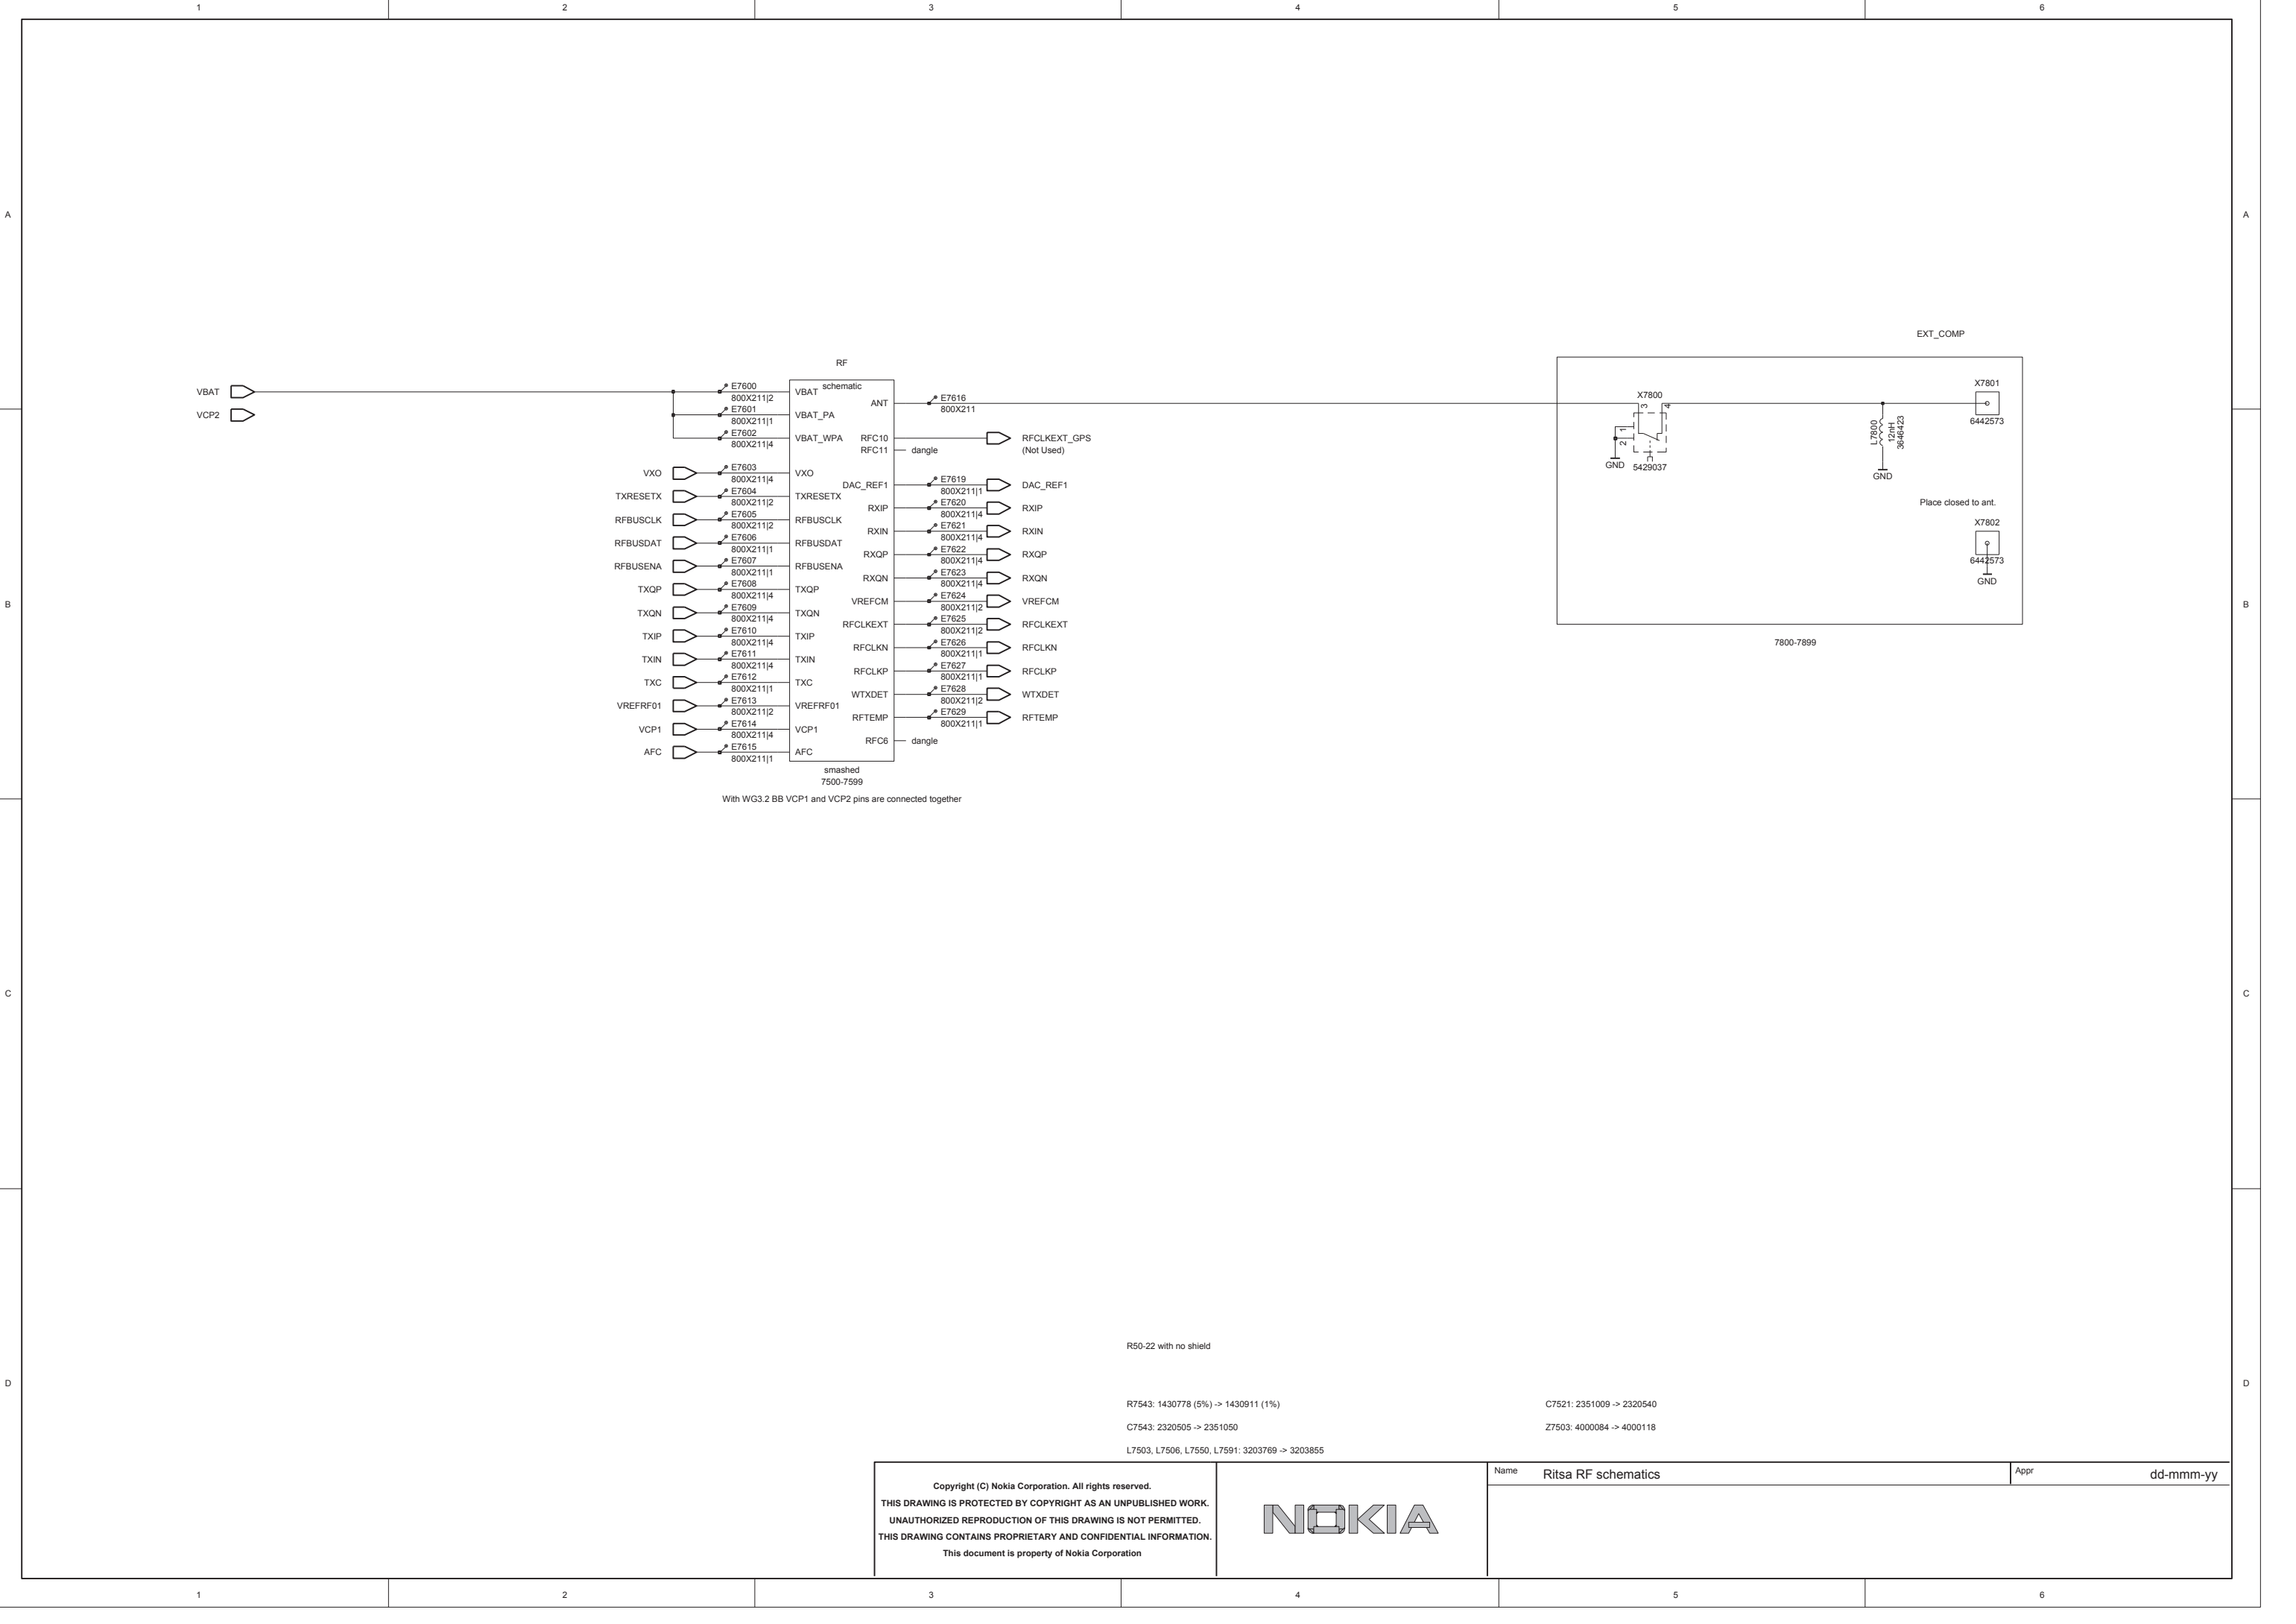 1 2 3 4 5 6
A A
EXT_COMP
RF
schematic
VBAT E7600 800X211|2 VBAT
VCP2 E7601 800X211|1 VBAT_PA
E7602 800X211|4 VBAT_WPA
VXO E7603 800X211|4 VXO
TXRESETX E7604 800X211|2 TXRESETX
RFBUSCLK E7605 800X211|2 RFBUSCLK
RFBUSDAT E7606 800X211|1 RFBUSDAT
RFBUSENA E7607 800X211|1 RFBUSENA
TXQP E7608 800X211|4 TXQP
TXQN E7609 800X211|4 TXQN
TXIP E7610 800X211|4 TXIP
TXIN E7611 800X211|4 TXIN
TXC E7612 800X211|1 TXC
VREFRF01 E7613 800X211|2 VREFRF01
VCP1 E7614 800X211|4 VCP1
AFC E7615 800X211|1 AFC
ANT E7616 800X211
RFC10 RFCLKEXT_GPS
(Not Used)
RFC11 dangle
DAC_REF1 E7619 800X211|1 DAC_REF1
RXIP E7620 800X211|4 RXIP
RXIN E7621 800X211|4 RXIN
RXQP E7622 800X211|4 RXQP
RXQN E7623 800X211|4 RXQN
VREFCM E7624 800X211|2 VREFCM
RFCLKEXT E7625 800X211|2 RFCLKEXT
RFCLKN E7626 800X211|1 RFCLKN
RFCLKP E7627 800X211|1 RFCLKP
WTXDET E7628 800X211|2 WTXDET
RFTEMP E7629 800X211|1 RFTEMP
RFC6 dangle
smashed
7500-7599
With WG3.2 BB VCP1 and VCP2 pins are connected together
X7800
3 4
1
2
GND 5429037
L7800
12nH
3646423
GND
X7801
6442573
Place closed to ant.
X7802
6442573
GND
7800-7899
B B
C C
D D
R50-22 with no shield
R7543: 1430778 (5%) -> 1430911 (1%)
C7521: 2351009 -> 2320540
C7543: 2320505 -> 2351050
Z7503: 4000084 -> 4000118
L7503, L7506, L7550, L7591: 3203769 -> 3203855
Copyright (C) Nokia Corporation. All rights reserved.
THIS DRAWING IS PROTECTED BY COPYRIGHT AS AN UNPUBLISHED WORK.
UNAUTHORIZED REPRODUCTION OF THIS DRAWING IS NOT PERMITTED.
THIS DRAWING CONTAINS PROPRIETARY AND CONFIDENTIAL INFORMATION.
This document is property of Nokia Corporation
NOKIA
Name Ritsa RF schematics
Appr dd-mmm-yy
1 2 3 4 5 6